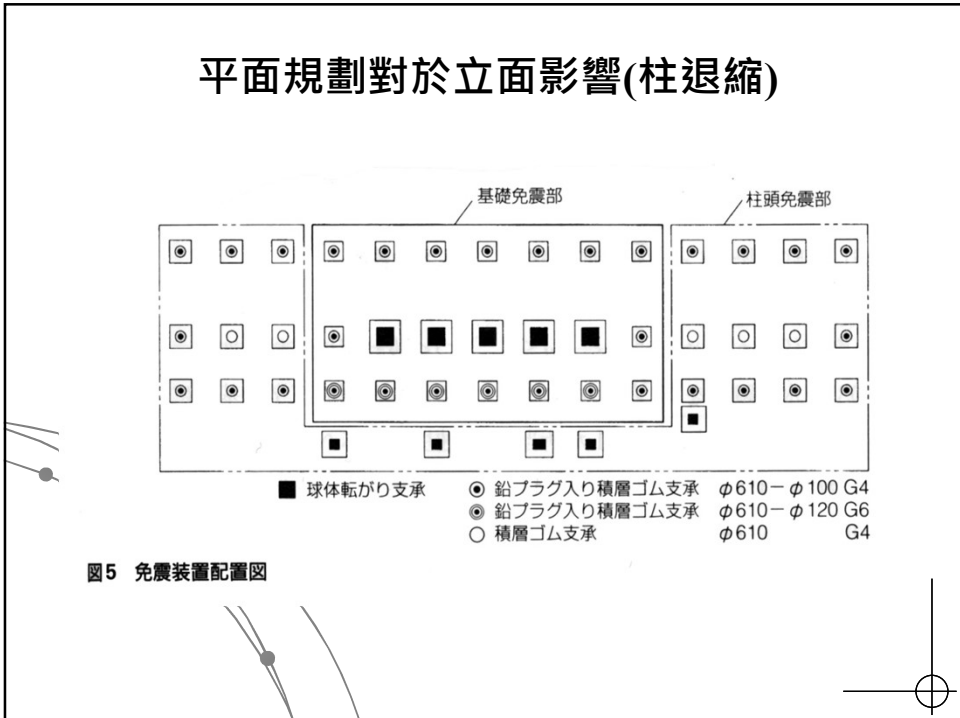 平面規劃對於立面影響(柱退縮)
基礎免震部
柱頭免震部
■ 球体転がり支承
◉ 鉛プラグ入り積層ゴム支承 φ610－φ100 G4
◎ 鉛プラグ入り積層ゴム支承 φ610－φ120 G6
○ 積層ゴム支承 φ610 G4
図5 免震装置配置図